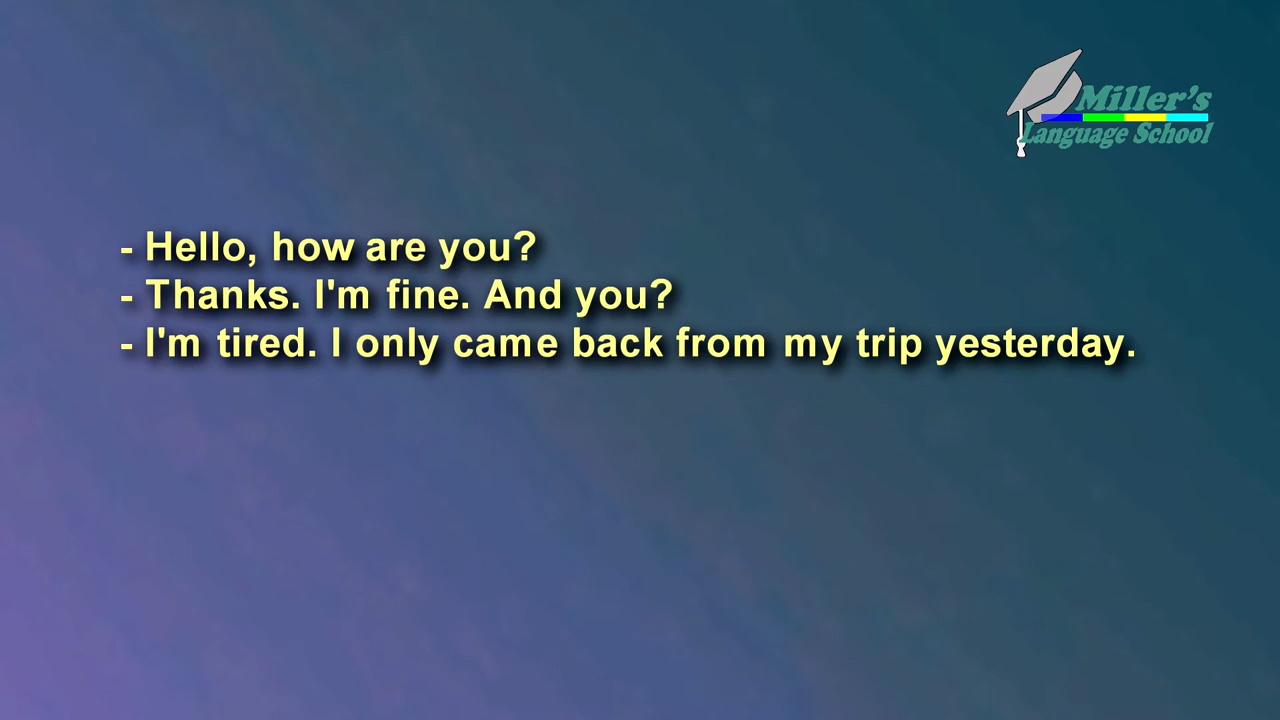 Miller's
Language School
- Hello, how are you?
- Thanks. I'm fine. And you?
- I'm tired. I only came back from my trip yesterday.